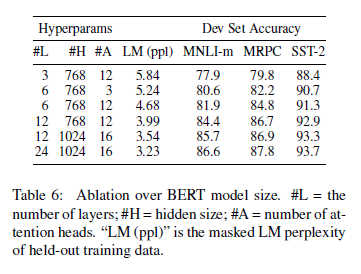 Hyperparams Dev Set Accuracy
#L #H #A LM (ppl) MNLI-m MRPC SST-2
3 768 12 5.84 77.9 79.8 88.4
6 768 3 5.24 80.6 82.2 90.7
6 768 12 4.68 81.9 84.8 91.3
12 768 12 3.99 84.4 86.7 92.9
12 1024 16 3.54 85.7 86.9 93.3
24 1024 16 3.23 86.6 87.8 93.7
Table 6: Ablation over BERT model size. #L = the
number of layers; #H = hidden size; #A = number of at-
tention heads. “LM (ppl)” is the masked LM perplexity
of held-out training data.